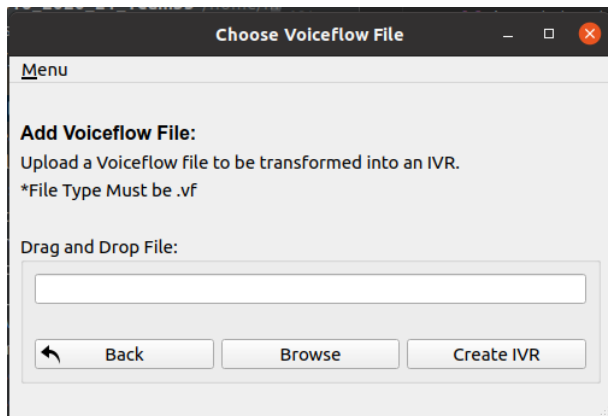 Choose Voiceflow File
Menu
Add Voiceflow File:
Upload a Voiceflow file to be transformed into an IVR.
*File Type Must be .vf
Drag and Drop File:
Back
Browse
Create IVR